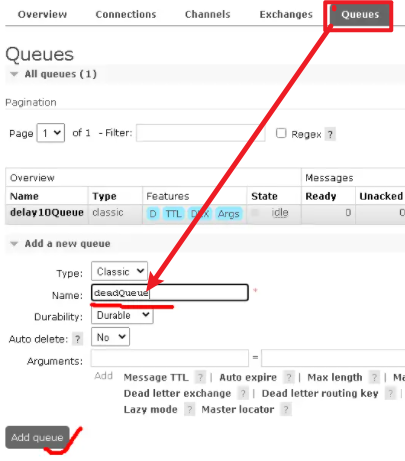 Overview Connections Channels Exchanges Queues
Queues
All queues (1)
Pagination
Page 1 of 1 - Filter: Regex ?
Overview Messages
Name Type Features State Ready Unacked
delay10Queue classic D TTL DLX Args idle 0 0
Add a new queue
Type: Classic
Name: deadQueue *
Durability: Durable
Auto delete: ? No
Arguments: =
Add Message TTL ? | Auto expire ? | Max length ? |
Dead letter exchange ? | Dead letter routing key ? |
Lazy mode ? Master locator ?
Add queue